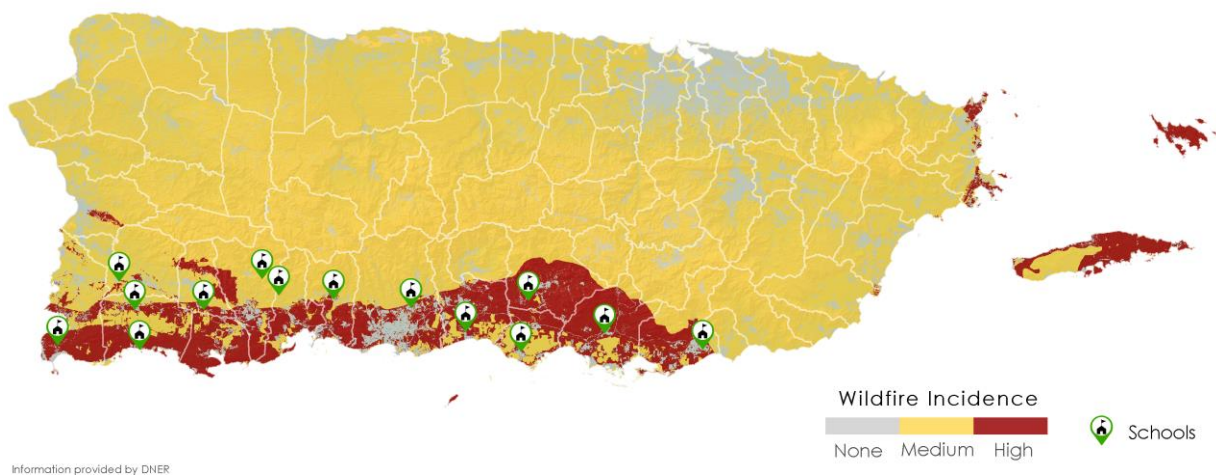 Wildfire Incidence
None Medium High
Schools
Information provided by DNER